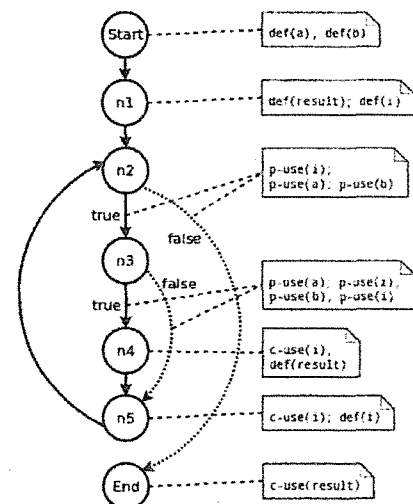 Start
def(a), def(b)
n1
def(result); def(i)
n2
p-use(i);
p-use(a); p-use(b)
true
false
n3
false
p-use(a); p-use(i),
p-use(b), p-use(i)
true
n4
c-use(i),
def(result)
n5
c-use(i); def(i)
End
c-use(result)